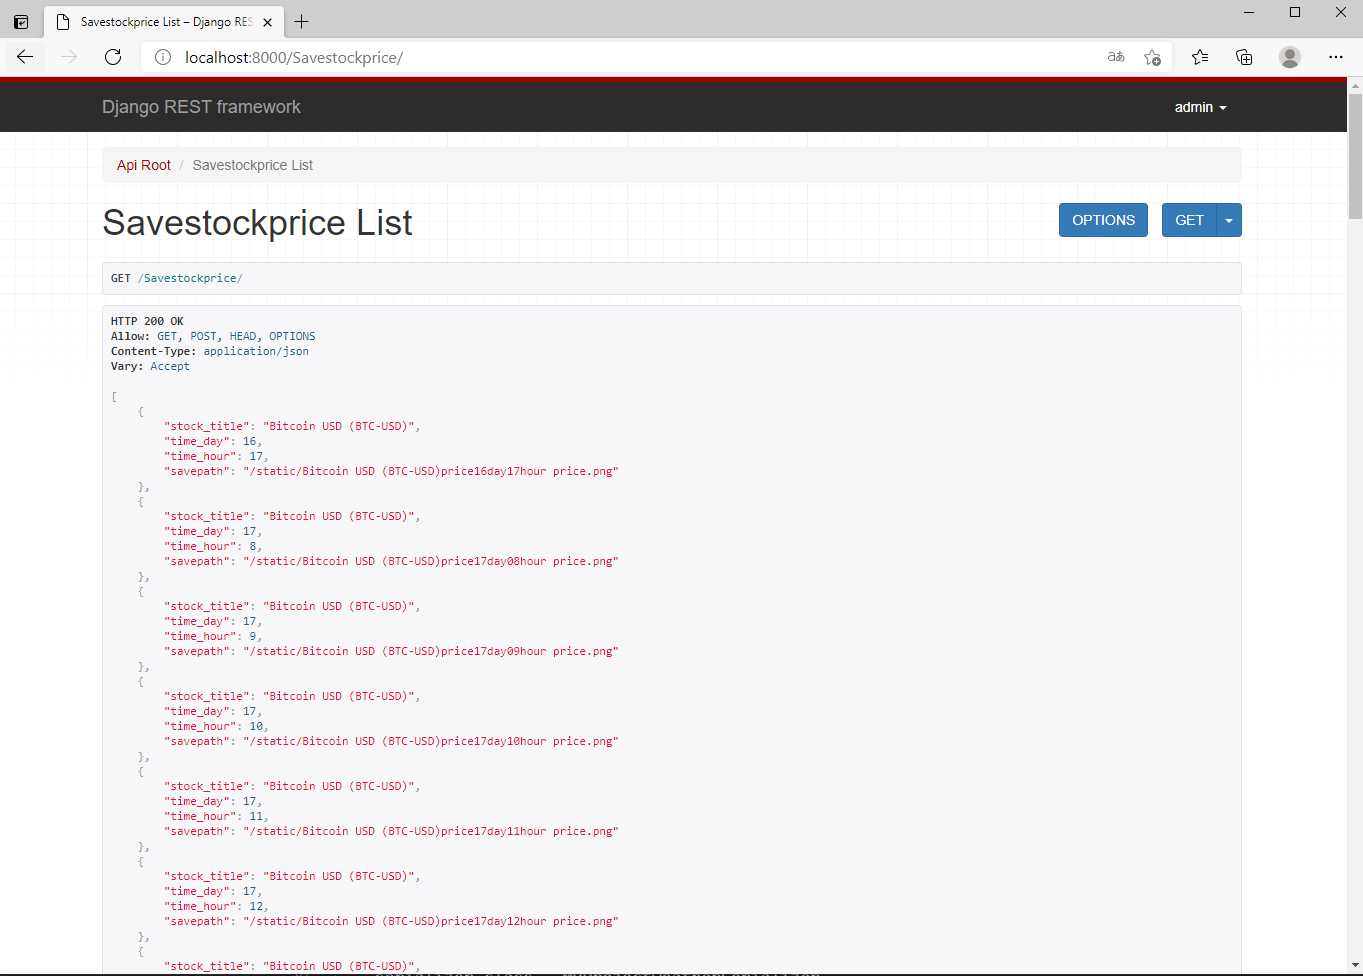 Savestockprice List – Django RES
localhost:8000/Savestockprice/
aあ
Django REST framework
admin
Api Root / Savestockprice List
Savestockprice List
OPTIONS
GET
GET /Savestockprice/
HTTP 200 OK
Allow: GET, POST, HEAD, OPTIONS
Content-Type: application/json
Vary: Accept
[
{
"stock_title": "Bitcoin USD (BTC-USD)",
"time_day": 16,
"time_hour": 17,
"savepath": "/static/Bitcoin USD (BTC-USD)price16day17hour price.png"
},
{
"stock_title": "Bitcoin USD (BTC-USD)",
"time_day": 17,
"time_hour": 8,
"savepath": "/static/Bitcoin USD (BTC-USD)price17day08hour price.png"
},
{
"stock_title": "Bitcoin USD (BTC-USD)",
"time_day": 17,
"time_hour": 9,
"savepath": "/static/Bitcoin USD (BTC-USD)price17day09hour price.png"
},
{
"stock_title": "Bitcoin USD (BTC-USD)",
"time_day": 17,
"time_hour": 10,
"savepath": "/static/Bitcoin USD (BTC-USD)price17day10hour price.png"
},
{
"stock_title": "Bitcoin USD (BTC-USD)",
"time_day": 17,
"time_hour": 11,
"savepath": "/static/Bitcoin USD (BTC-USD)price17day11hour price.png"
},
{
"stock_title": "Bitcoin USD (BTC-USD)",
"time_day": 17,
"time_hour": 12,
"savepath": "/static/Bitcoin USD (BTC-USD)price17day12hour price.png"
},
{
"stock_title": "Bitcoin USD (BTC-USD)",